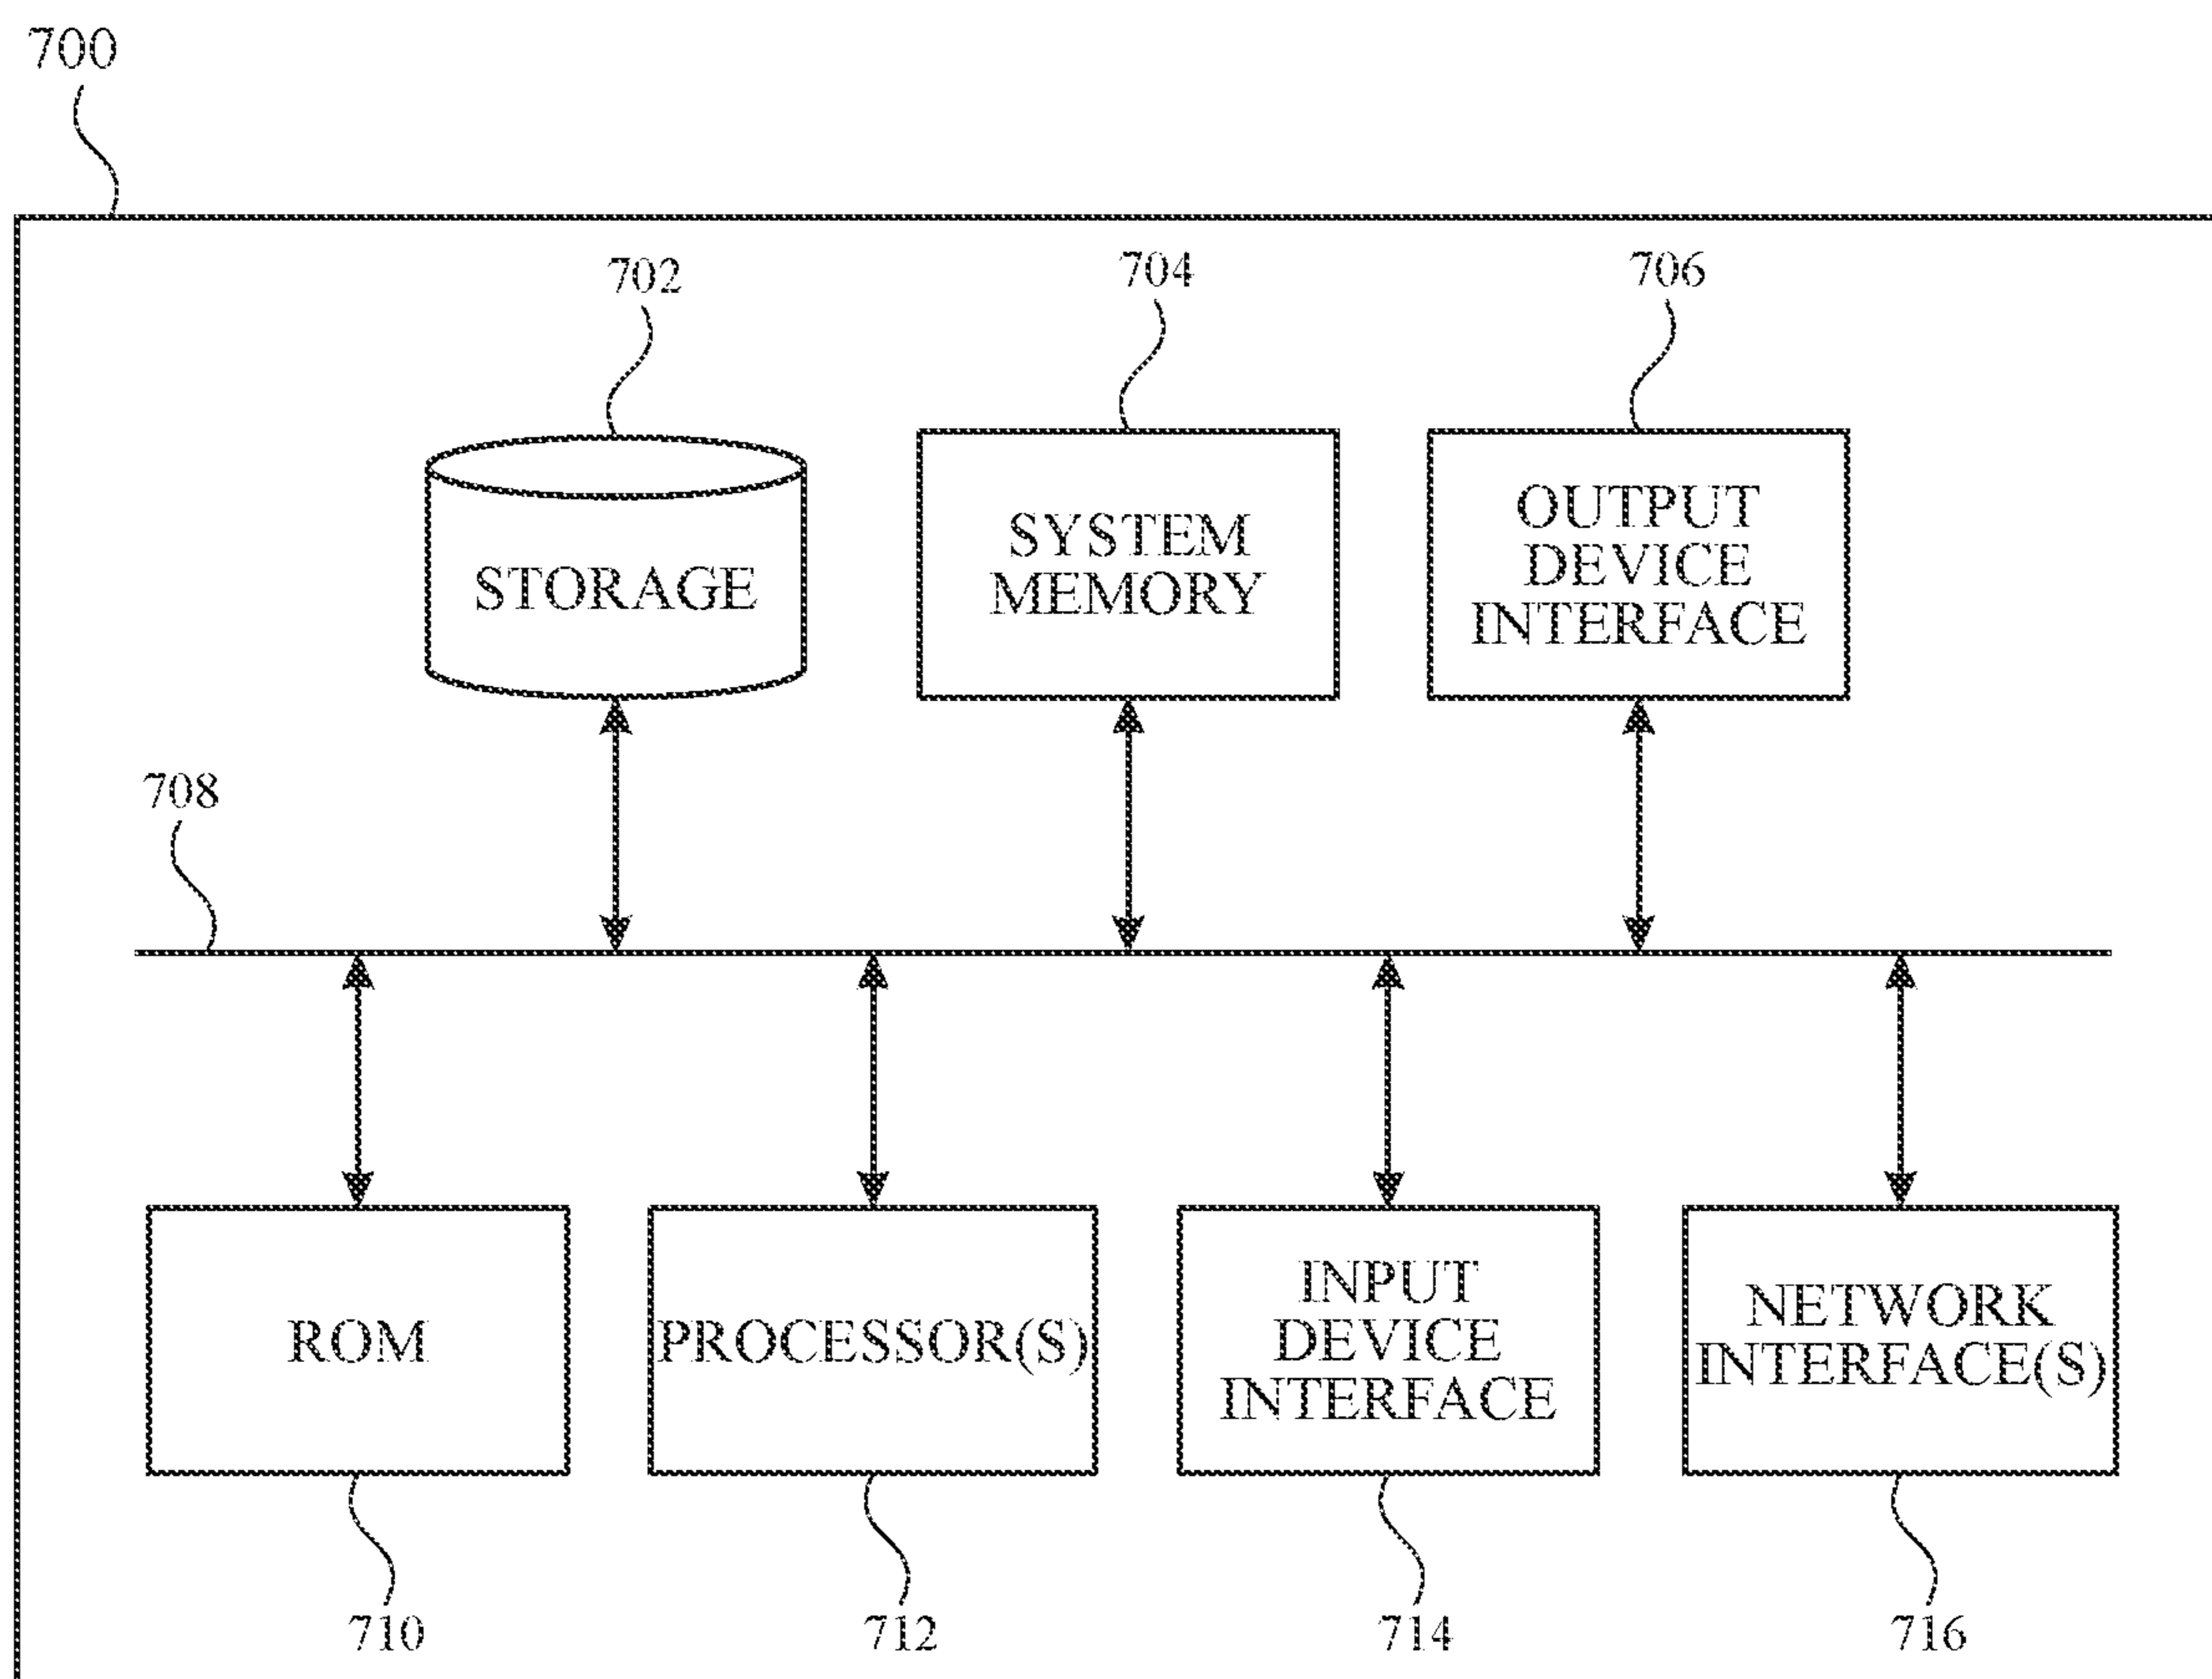 700
702
704
706
STORAGE
SYSTEM
MEMORY
OUTPUT
DEVICE
INTERFACE
708
ROM
PROCESSOR(S)
INPUT
DEVICE
INTERFACE
NETWORK
INTERFACE(S)
710
712
714
716